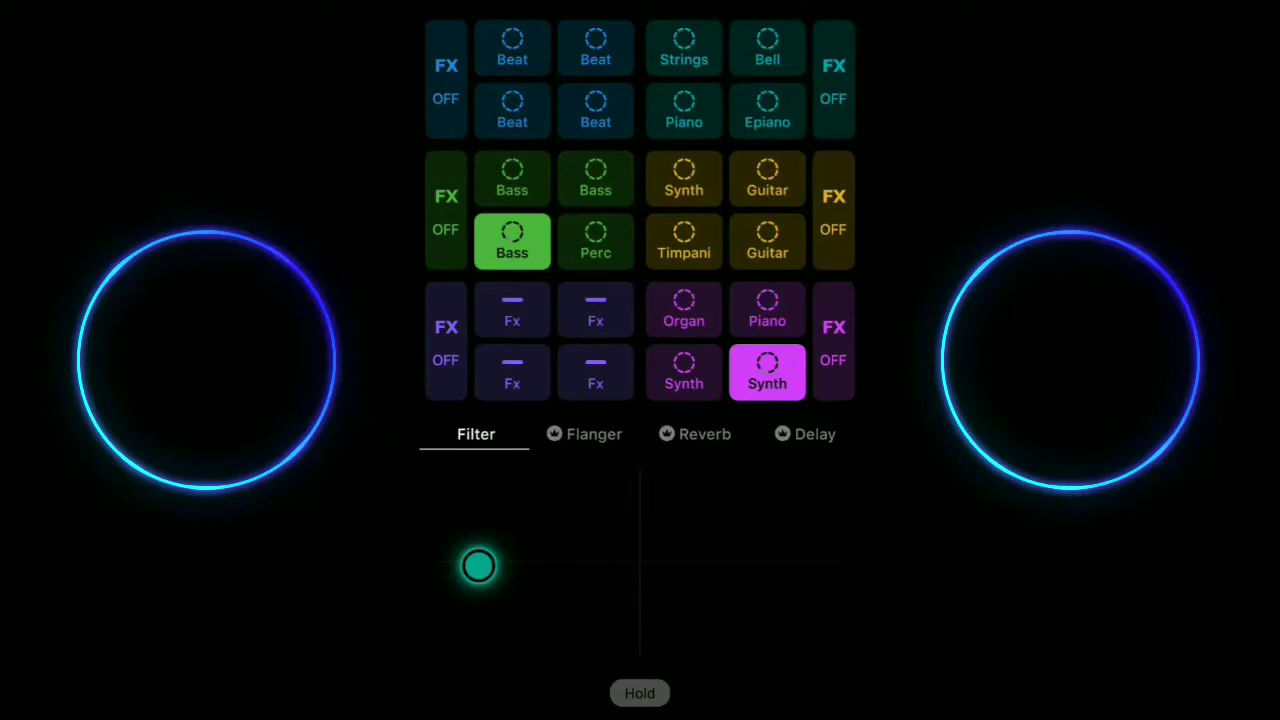 FX Beat Beat Strings Bell FX
OFF Beat Beat Piano Epiano OFF
FX Bass Bass Synth Guitar FX
OFF Bass Perc Timpani Guitar OFF
FX Fx Fx Organ Piano FX
OFF Fx Fx Synth Synth OFF
Filter Flanger Reverb Delay
Hold